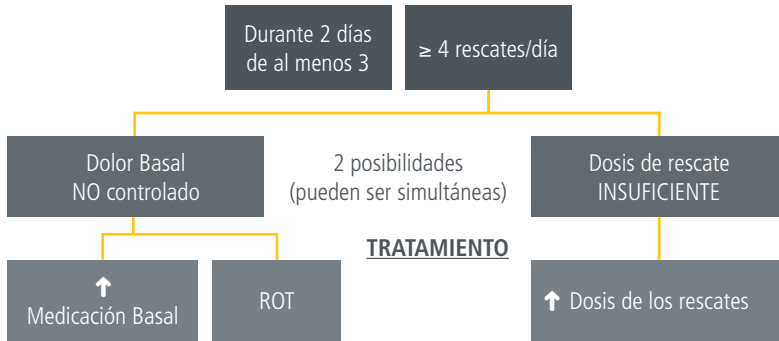 Durante 2 días
de al menos 3
≥ 4 rescates/día
Dolor Basal
NO controlado
2 posibilidades
(pueden ser simultáneas)
Dosis de rescate
INSUFICIENTE
TRATAMIENTO
↑
Medicación Basal
ROT
↑ Dosis de los rescates